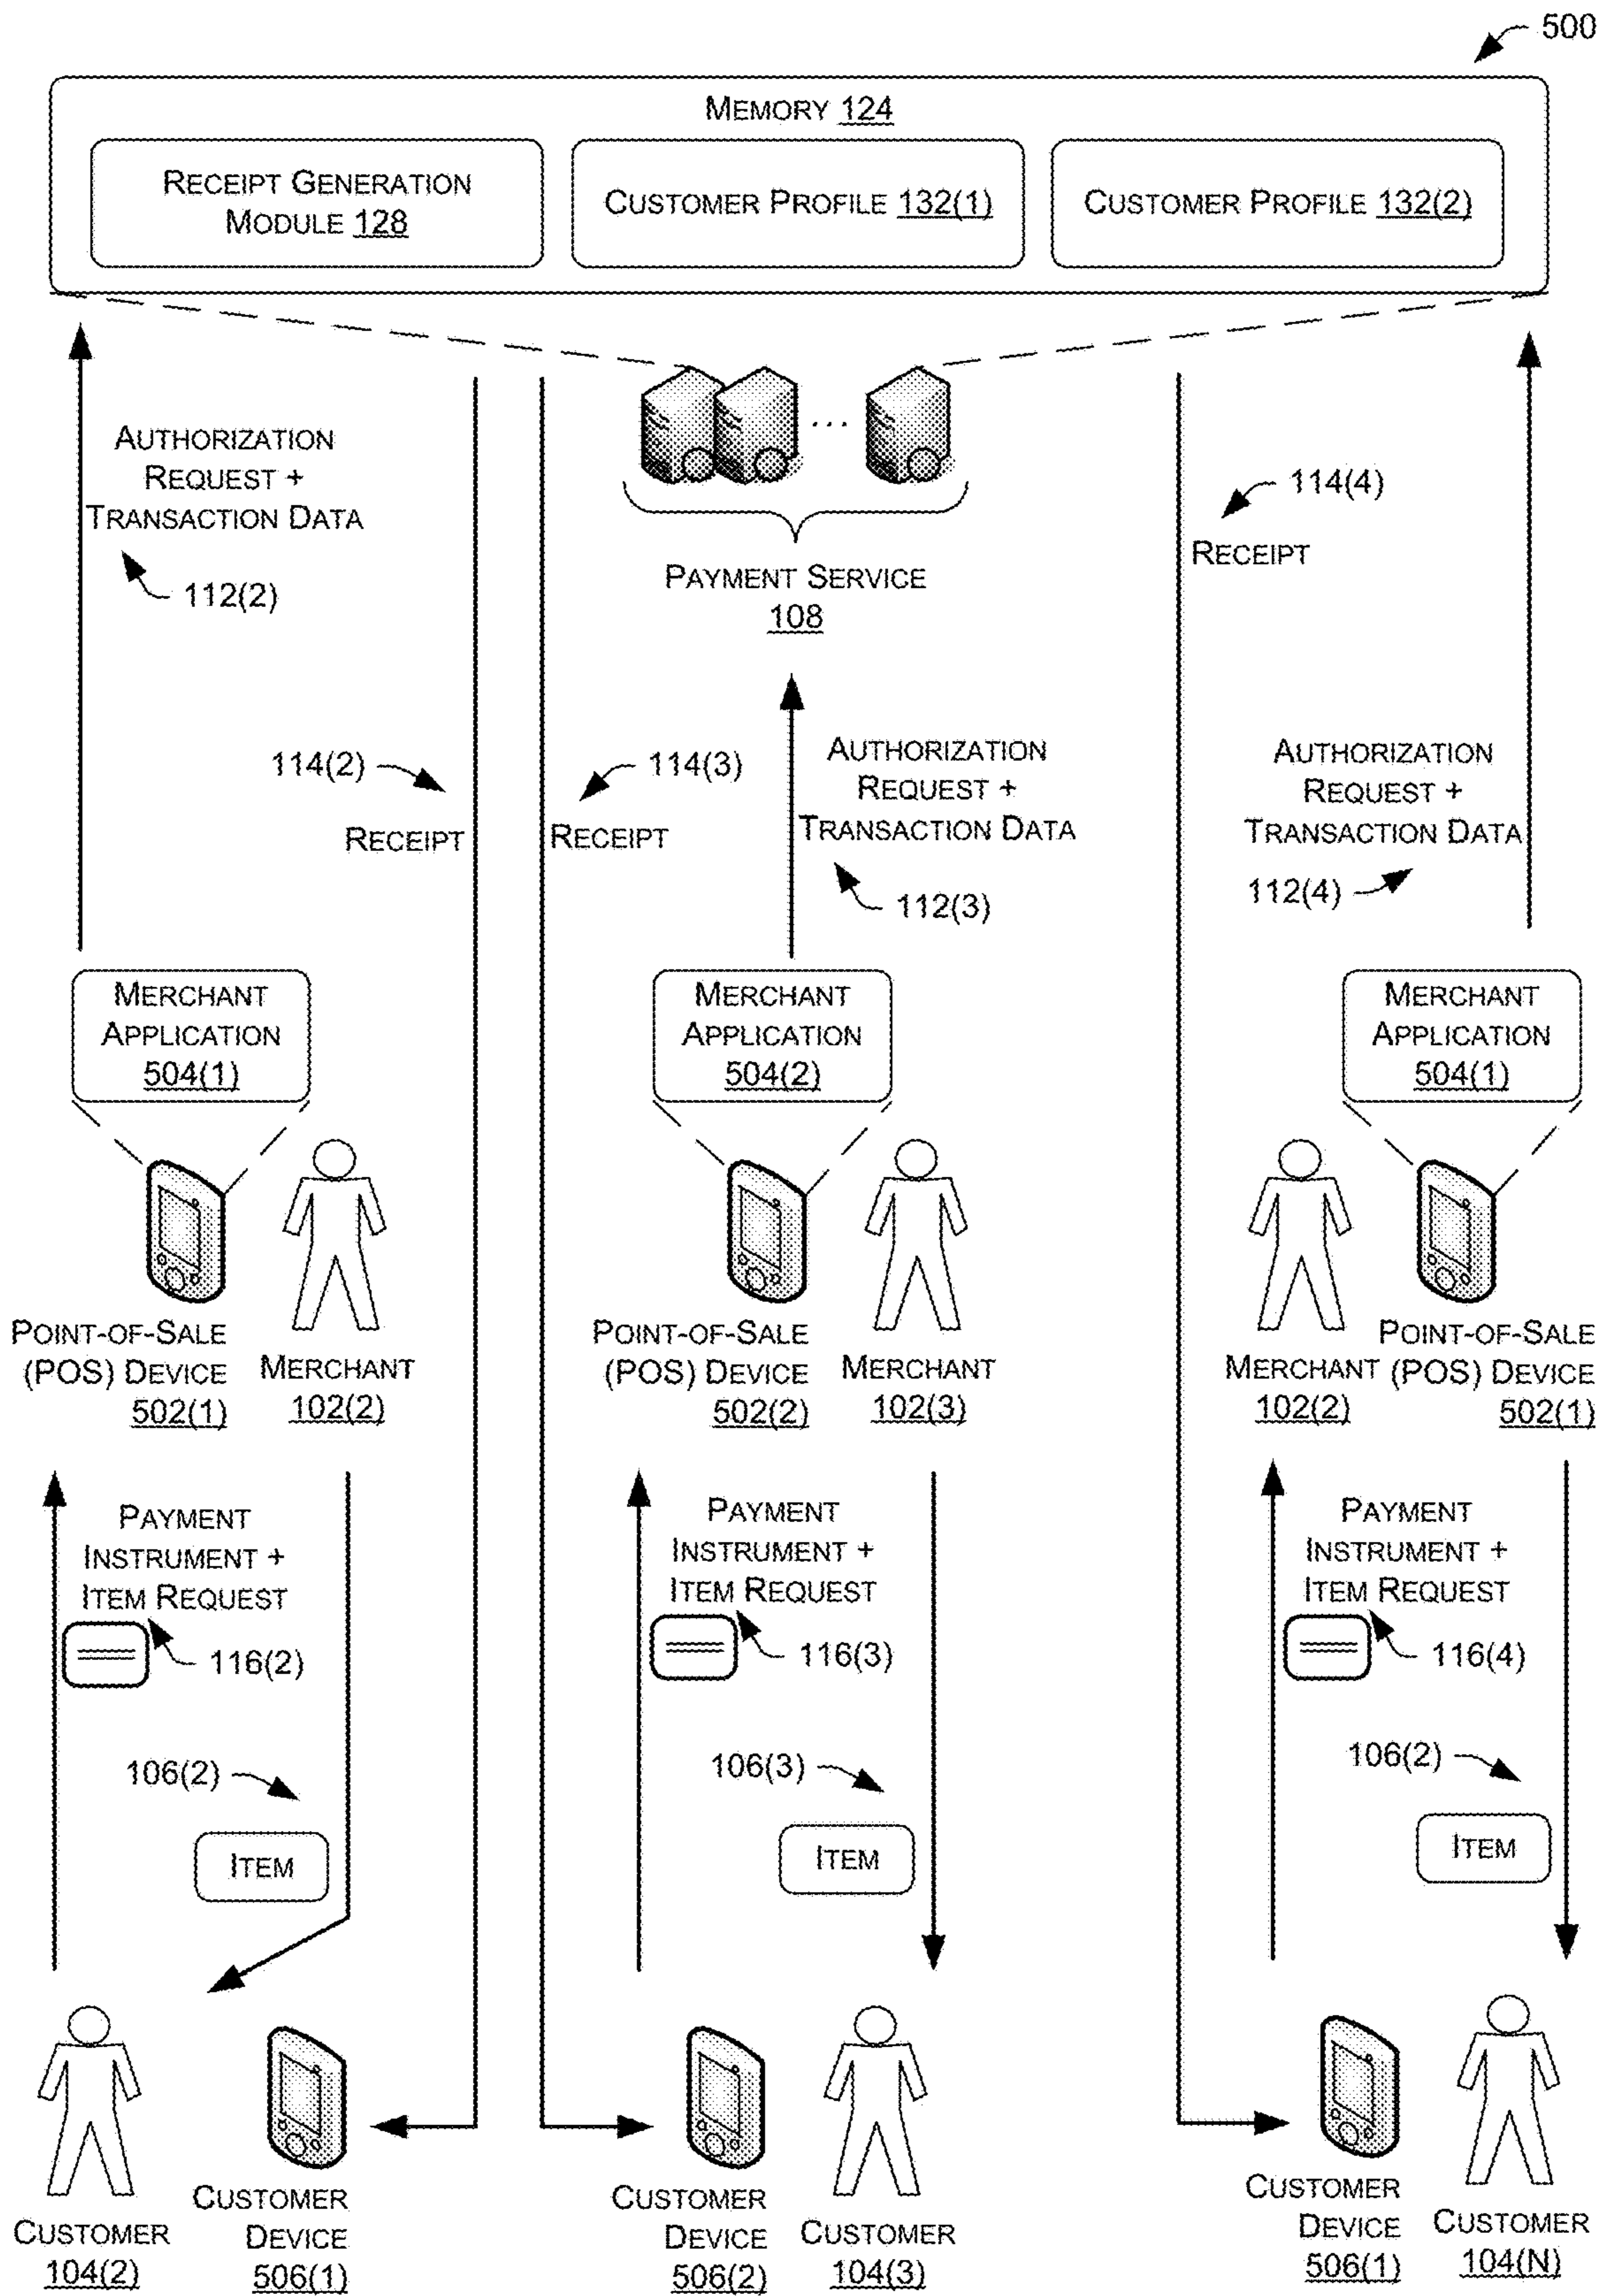 500
MEMORY 124
RECEIPT GENERATION
MODULE 128
CUSTOMER PROFILE 132(1)
CUSTOMER PROFILE 132(2)
AUTHORIZATION
REQUEST +
TRANSACTION DATA
112(2)
...
PAYMENT SERVICE
108
114(4)
RECEIPT
114(2)
RECEIPT
114(3)
RECEIPT
AUTHORIZATION
REQUEST +
TRANSACTION DATA
112(3)
AUTHORIZATION
REQUEST +
TRANSACTION DATA
112(4)
MERCHANT
APPLICATION
504(1)
MERCHANT
APPLICATION
504(2)
MERCHANT
APPLICATION
504(1)
POINT-OF-SALE
(POS) DEVICE
502(1)
MERCHANT
102(2)
POINT-OF-SALE
(POS) DEVICE
502(2)
MERCHANT
102(3)
MERCHANT
102(2)
POINT-OF-SALE
(POS) DEVICE
502(1)
PAYMENT
INSTRUMENT +
ITEM REQUEST
116(2)
PAYMENT
INSTRUMENT +
ITEM REQUEST
116(3)
PAYMENT
INSTRUMENT +
ITEM REQUEST
116(4)
106(2)
ITEM
106(3)
ITEM
106(2)
ITEM
CUSTOMER
104(2)
CUSTOMER
DEVICE
506(1)
CUSTOMER
DEVICE
506(2)
CUSTOMER
104(3)
CUSTOMER
DEVICE
506(1)
CUSTOMER
104(N)